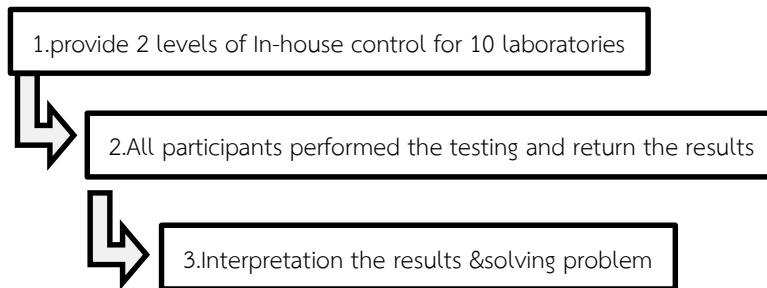 1.provide 2 levels of In-house control for 10 laboratories
2.All participants performed the testing and return the results
3.Interpretation the results &solving problem